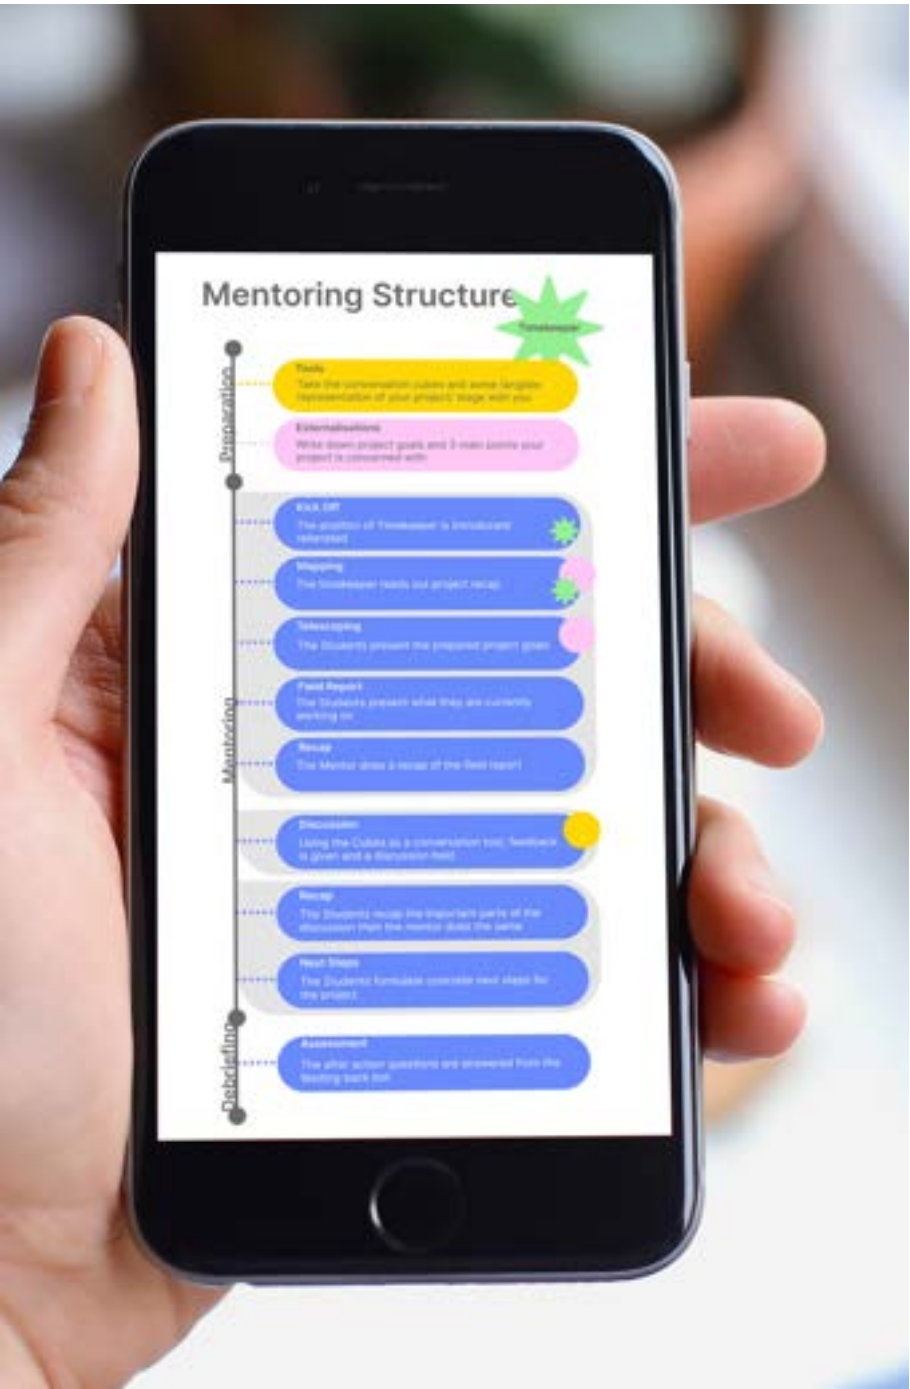 Mentoring Structure
Timekeeper
Preparation
Tools
Take the conversation cubes and some tangible
representation of your project/ stage with you
Externalisations
Write down project goals and 3 main points your
project is concerned with
Mentoring
Kick Off
The position of Timekeeper is
reiterated
Mapping
The timekeeper reads out project recap
Telescoping
The Students present the prepared project goals
Field Report
The Students present what they are currently
working on
Recap
The Mentor does a recap of the field report
Discussion
Using the Cubes as a conversation tool, feedback
is given and a discussion held
Recap
The Students recap the important parts of the
discussion then the mentor does the same
Next Steps
The Students formulate concrete next steps for
the project
Debriefing
Assessment
The after action questions are answered from the
feeding back